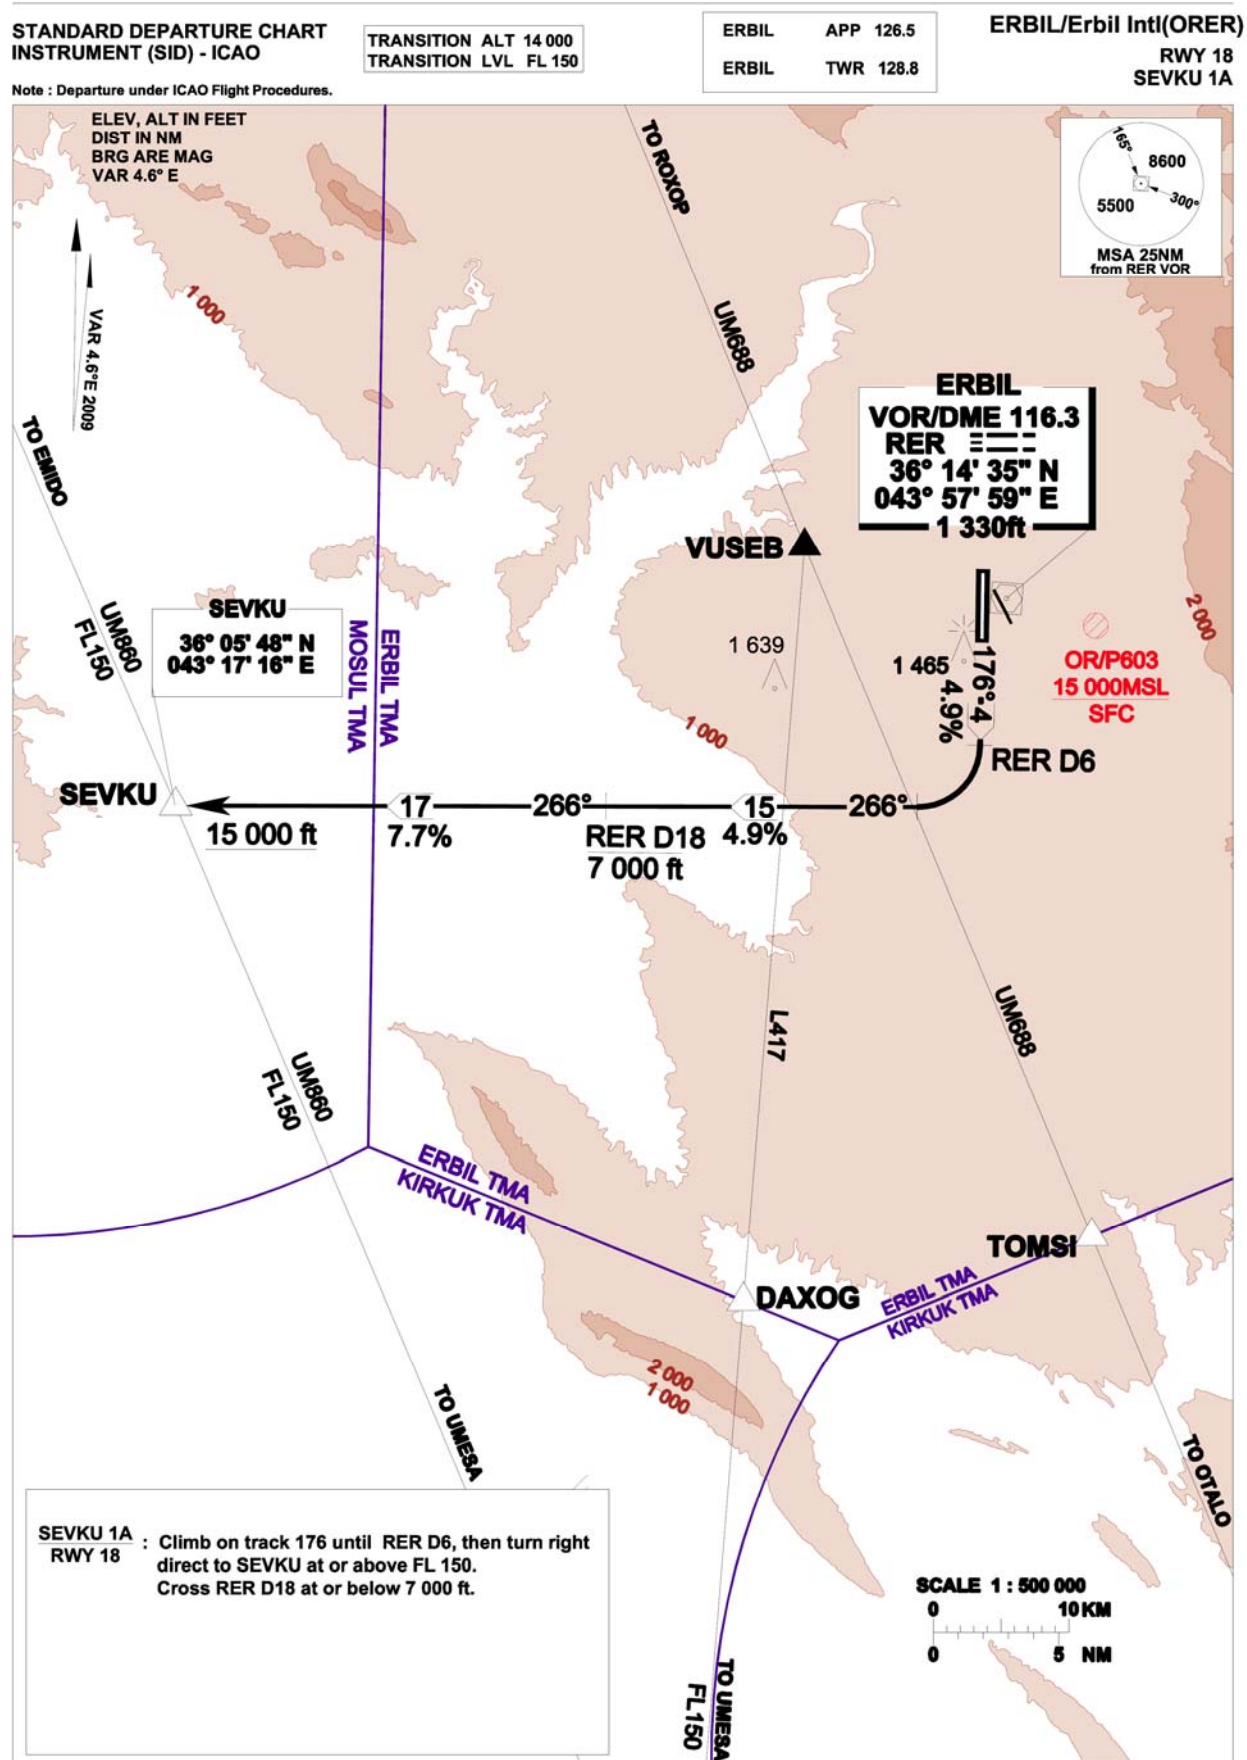 STANDARD DEPARTURE CHART
INSTRUMENT (SID) - ICAO
Note : Departure under ICAO Flight Procedures.
TRANSITION ALT 14 000
TRANSITION LVL FL 150
ERBIL APP 126.5
ERBIL TWR 128.8
ERBIL/Erbil Intl(ORER)
RWY 18
SEVKU 1A
ELEV, ALT IN FEET
DIST IN NM
BRG ARE MAG
VAR 4.6° E
VAR 4.6°E 2009
165°
8600
5500
300°
MSA 25NM
from RER VOR
TO ROXOP
1 000
UM688
TO EMIDO
ERBIL
VOR/DME 116.3
RER
36° 14' 35" N
043° 57' 59" E
1 330ft
VUSEB
2 000
UM860
FL150
SEVKU
36° 05' 48" N
043° 17' 16" E
MOSUL TMA
ERBIL TMA
1 639
1 465
4.9%
176°.4
OR/P603
15 000MSL
SFC
1 000
RER D6
SEVKU
15 000 ft
17
7.7%
266°
RER D18
7 000 ft
15
4.9%
266°
L417
UM688
UM860
FL150
ERBIL TMA
KIRKUK TMA
TOMSI
DAXOG
ERBIL TMA
KIRKUK TMA
2 000
1 000
TO UMESA
TO OTALO
SEVKU 1A
RWY 18
: Climb on track 176 until RER D6, then turn right
direct to SEVKU at or above FL 150.
Cross RER D18 at or below 7 000 ft.
SCALE 1 : 500 000
0 10 KM
0 5 NM
FL150
TO UMESA